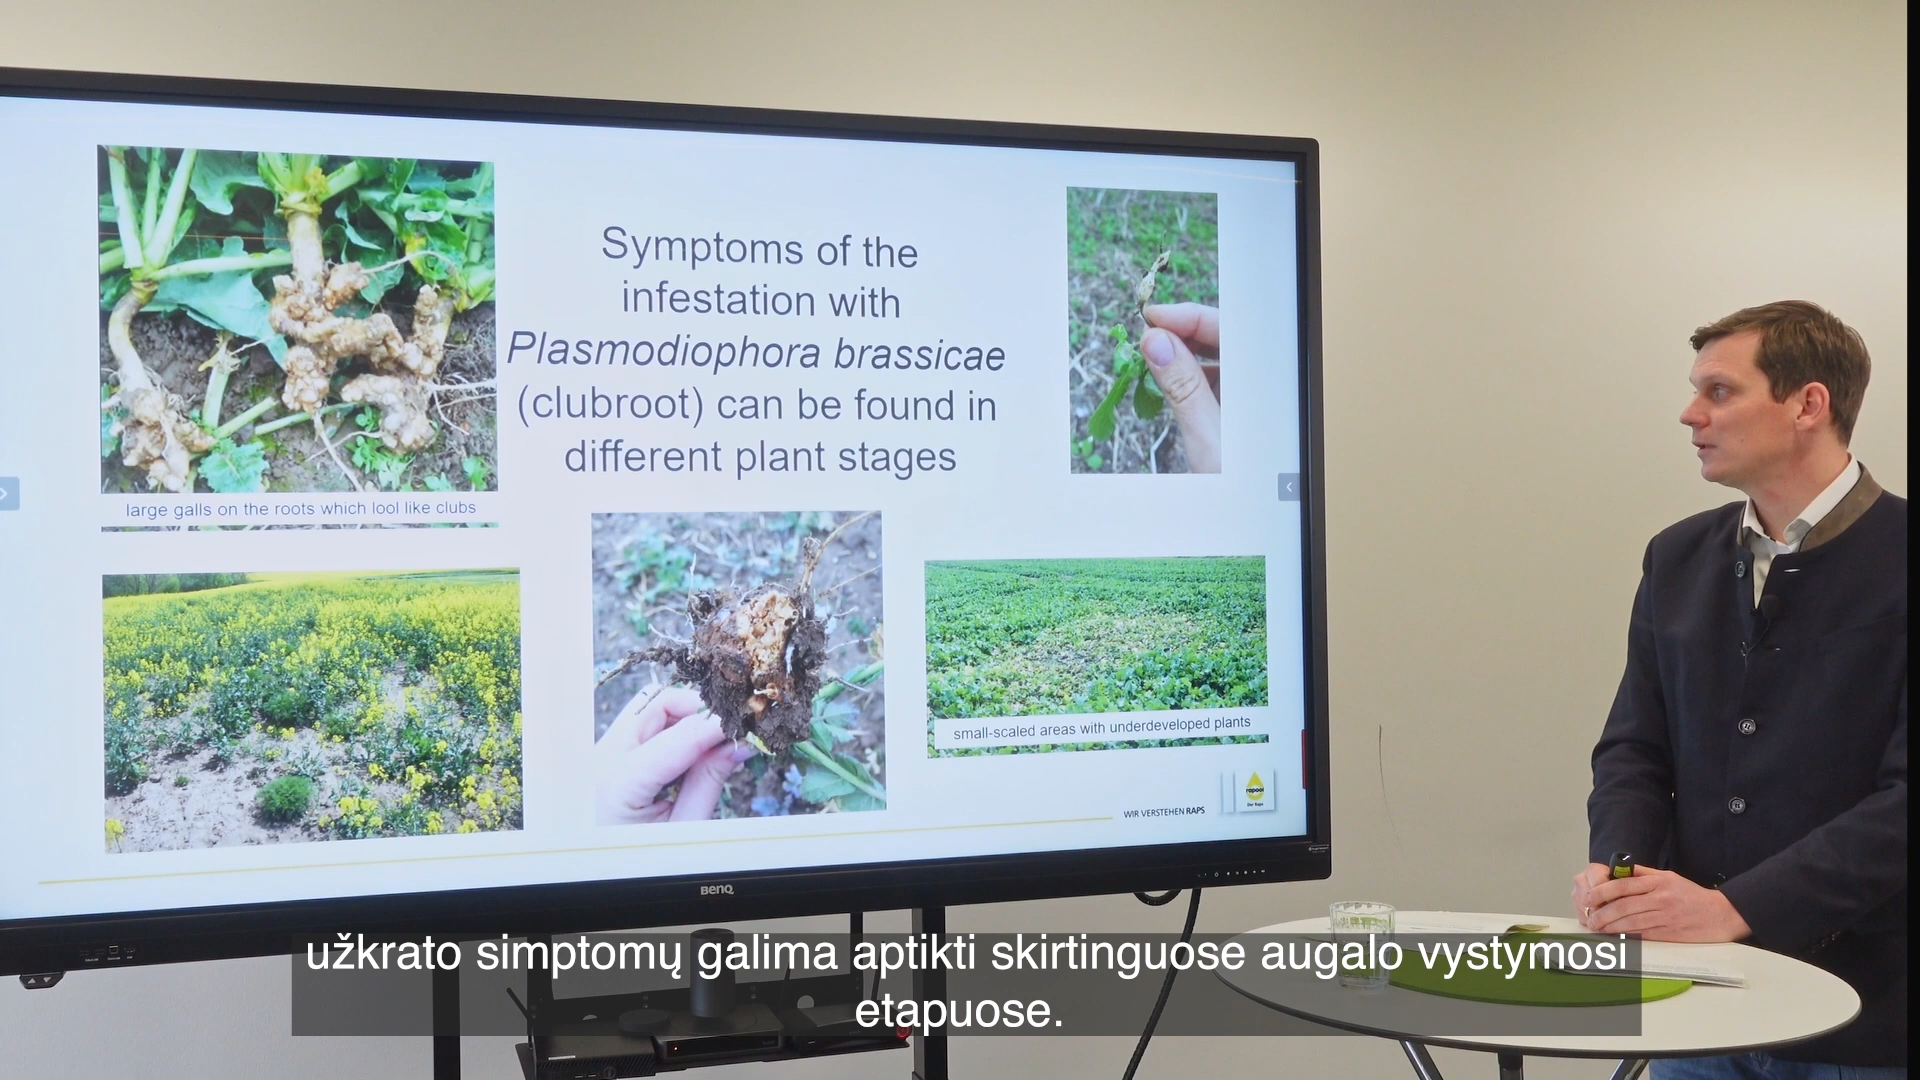 Symptoms of the
infestation with
Plasmodiophora brassicae
(clubroot) can be found in
different plant stages
large galls on the roots which lool like clubs
small-scaled areas with underdeveloped plants
WIR VERSTEHEN RAPS
rapool
Der Raps
BenQ
užkrato simptomų galima aptikti skirtinguose augalo vystymosi
etapuose.